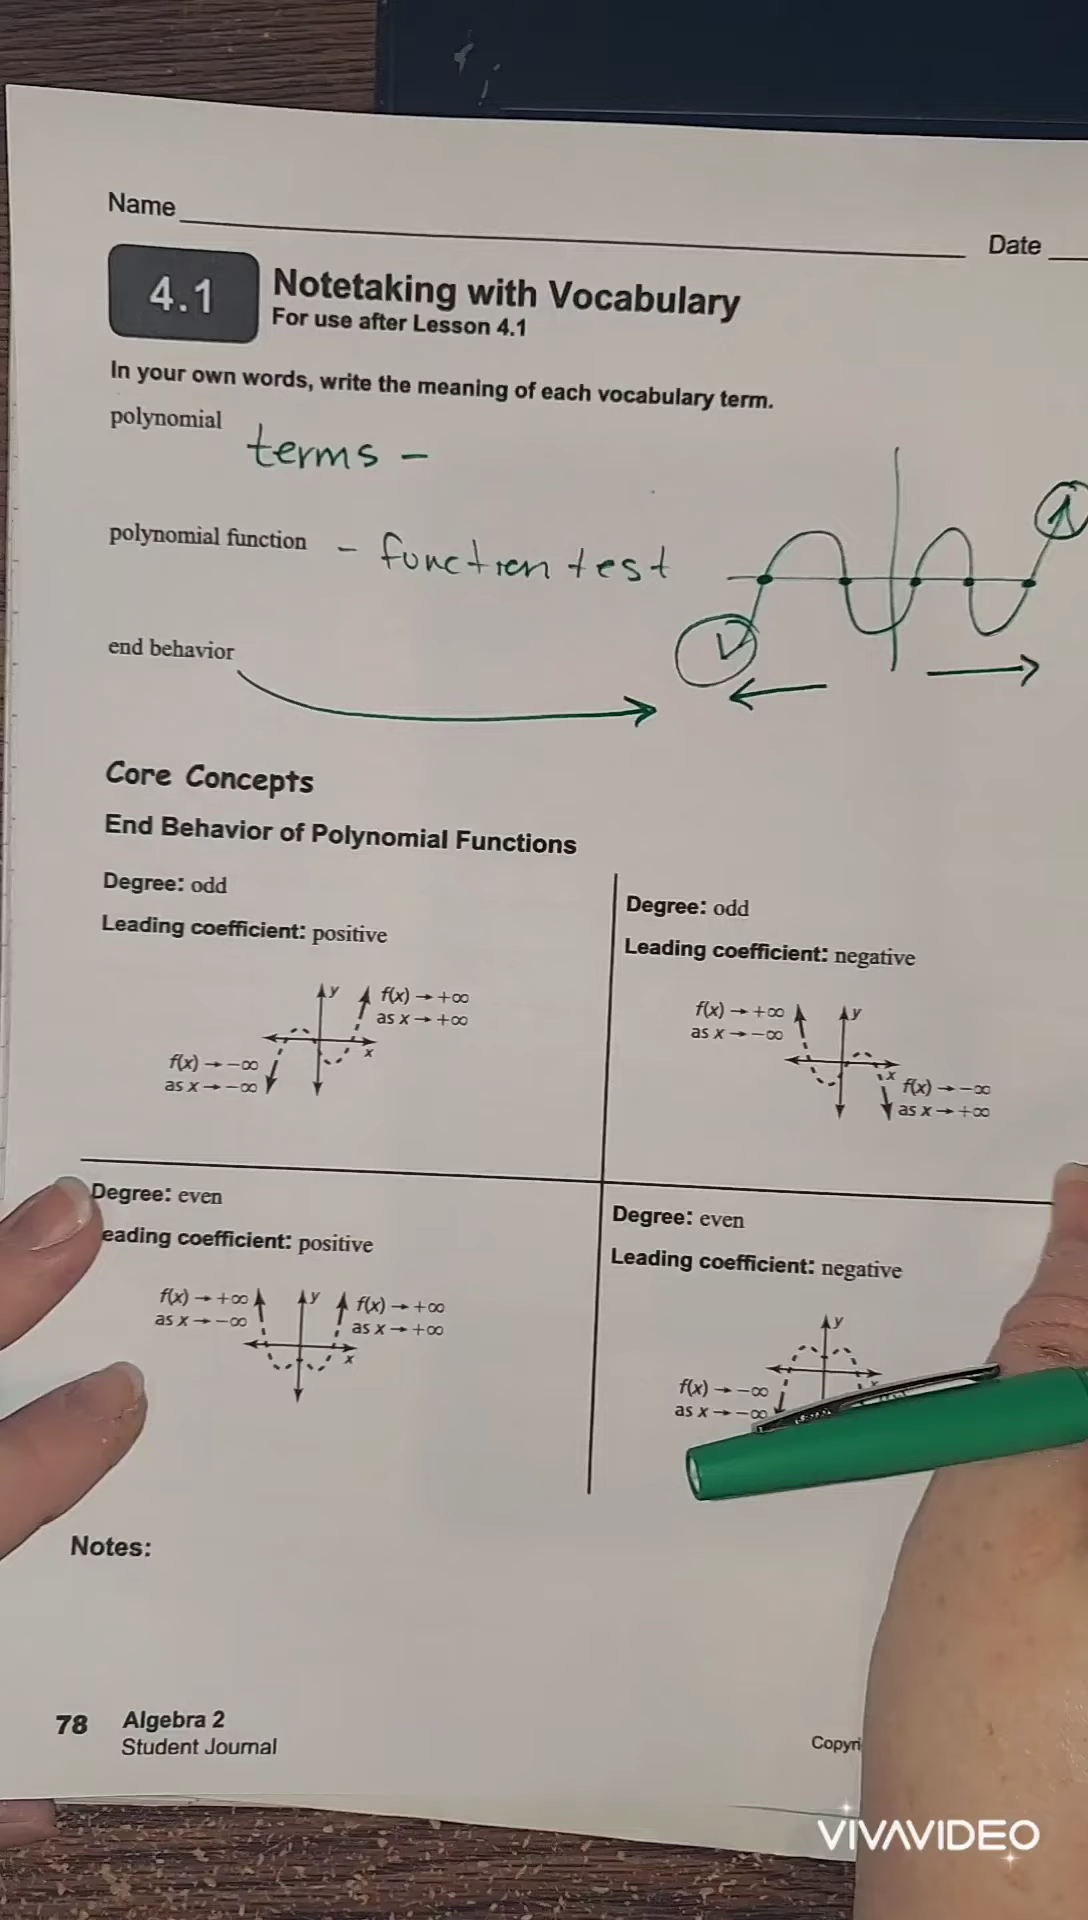 Name
Date
4.1
Notetaking with Vocabulary
For use after Lesson 4.1
In your own words, write the meaning of each vocabulary term.
polynomial
terms –
polynomial function
– function test
end behavior
Core Concepts
End Behavior of Polynomial Functions
Degree: odd
Leading coefficient: positive
y
f(x) → +∞
as x → +∞
x
f(x) → −∞
as x → −∞
Degree: odd
Leading coefficient: negative
f(x) → +∞
as x → −∞
y
x
f(x) → −∞
as x → +∞
Degree: even
eading coefficient: positive
f(x) → +∞
as x → −∞
y
f(x) → +∞
as x → +∞
x
Degree: even
Leading coefficient: negative
y
x
f(x) → −∞
as x → −∞
Notes:
78 Algebra 2
Student Journal
Copyri
VIVAVIDEO